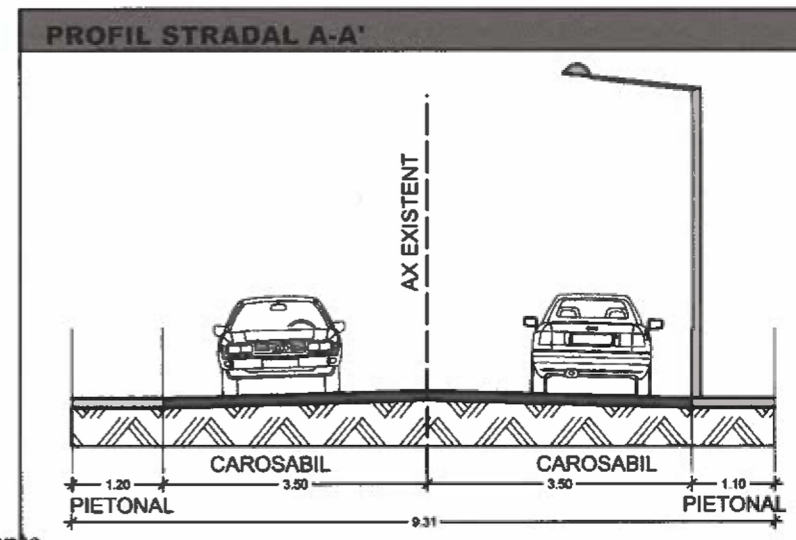 PROFIL STRADAL A-A'
AX EXISTENT
CAROSABIL CAROSABIL
1.20 3.50 3.50 1.10
PIETONAL PIETONAL
9.31